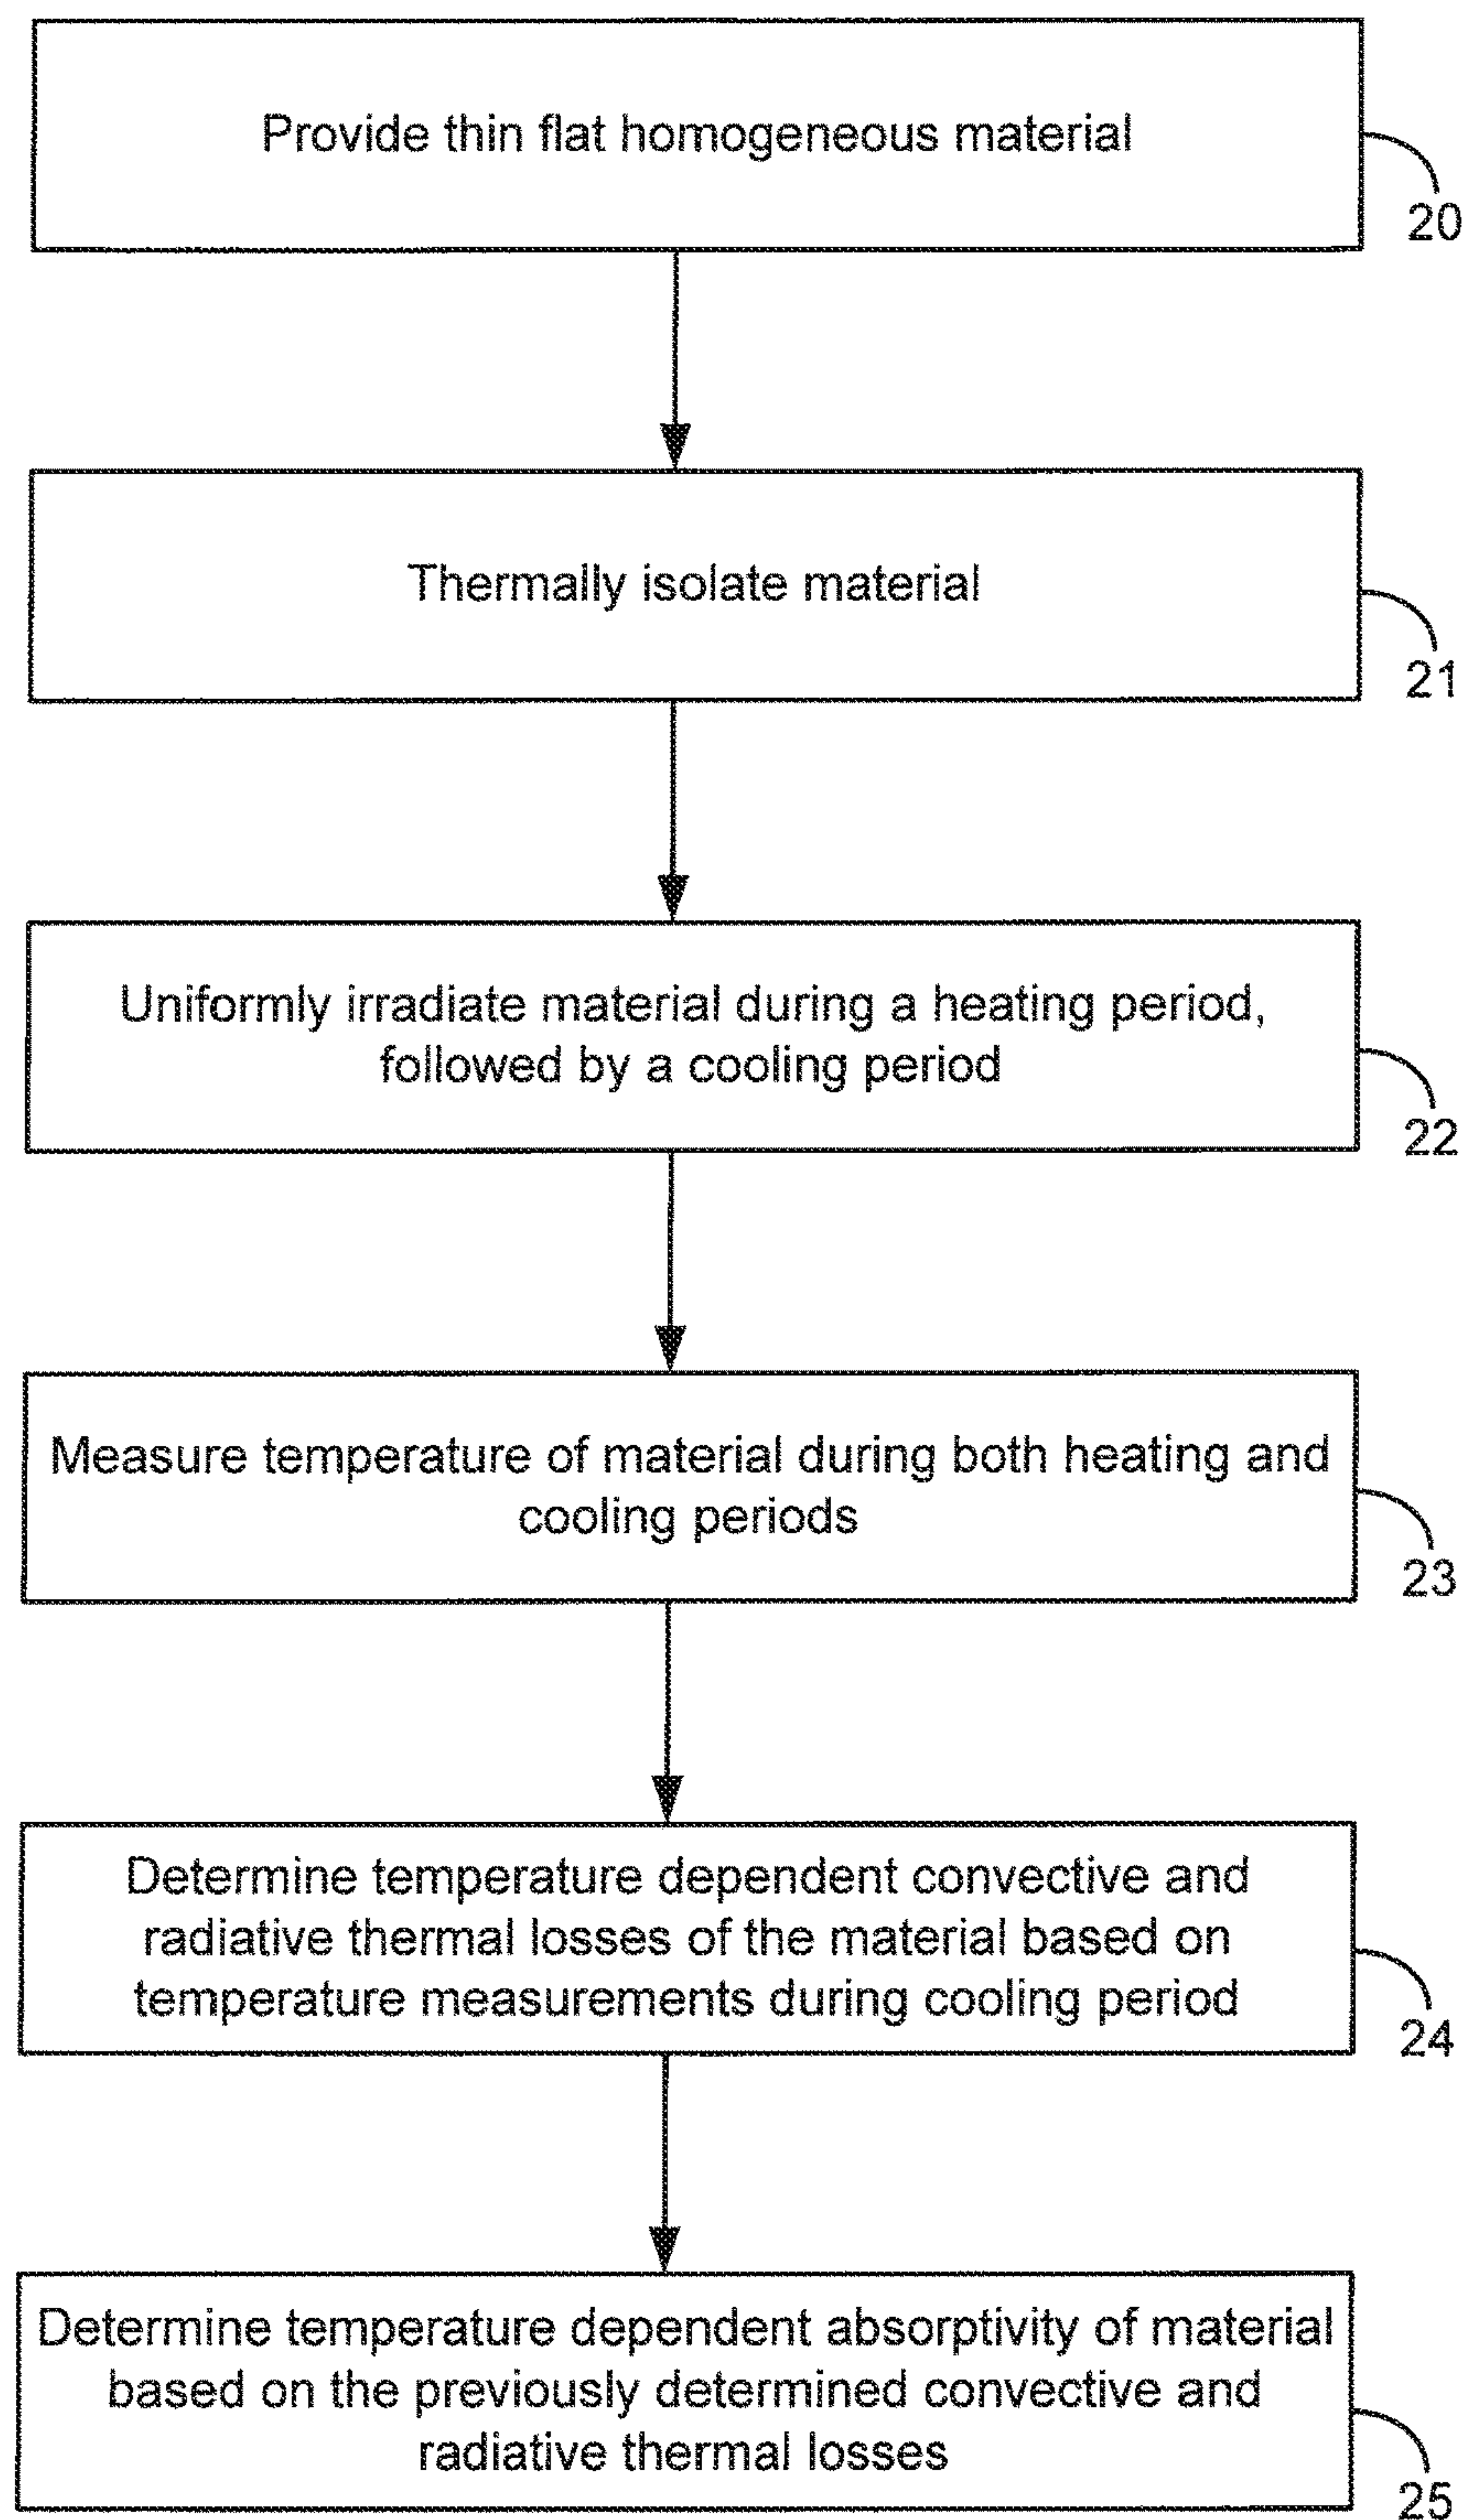 Provide thin flat homogeneous material
20
Thermally isolate material
21
Uniformly irradiate material during a heating period,
followed by a cooling period
22
Measure temperature of material during both heating and
cooling periods
23
Determine temperature dependent convective and
radiative thermal losses of the material based on
temperature measurements during cooling period
24
Determine temperature dependent absorptivity of material
based on the previously determined convective and
radiative thermal losses
25